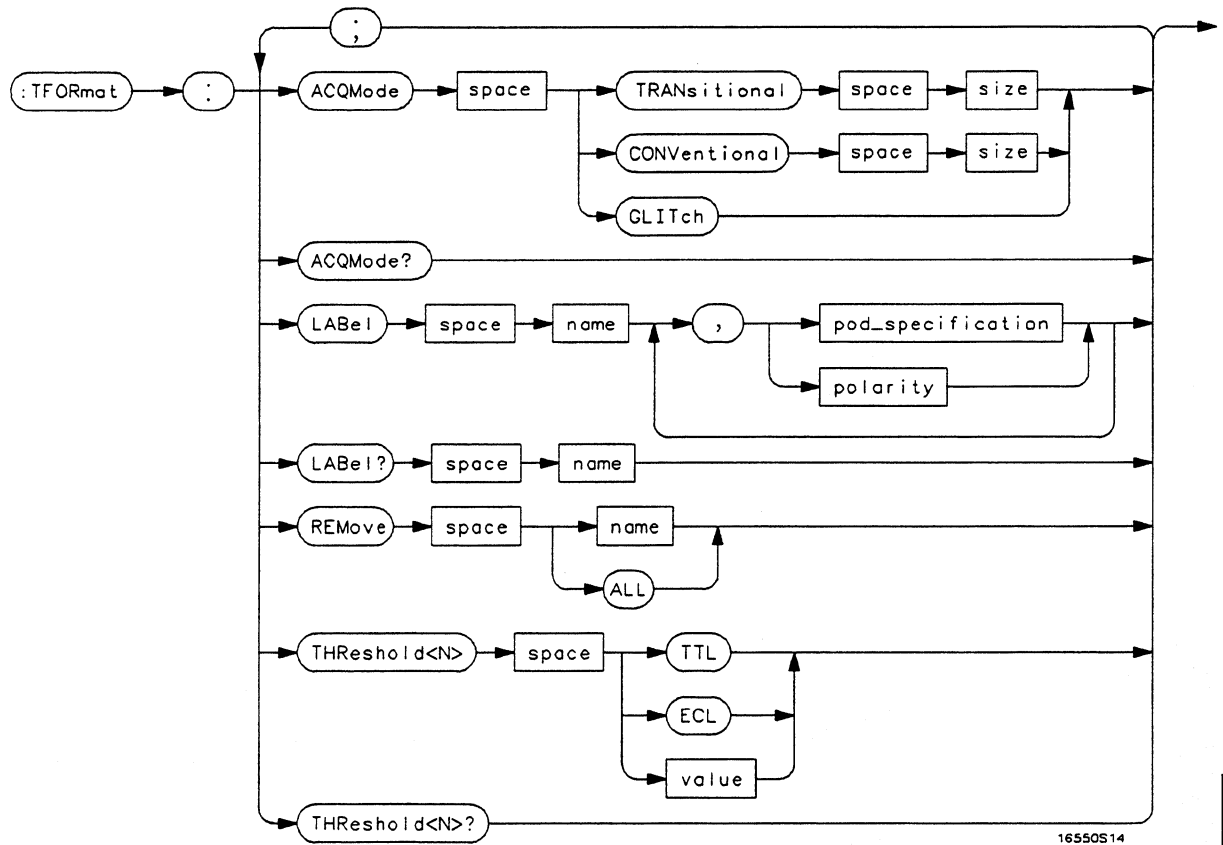 ;
:TFORmat : ACQMode space TRANsitional space size
CONVentional space size
GLITch
ACQMode?
LABel space name , pod_specification
polarity
LABel? space name
REMove space name
ALL
THReshold<N> space TTL
ECL
value
THReshold<N>?
16550S14